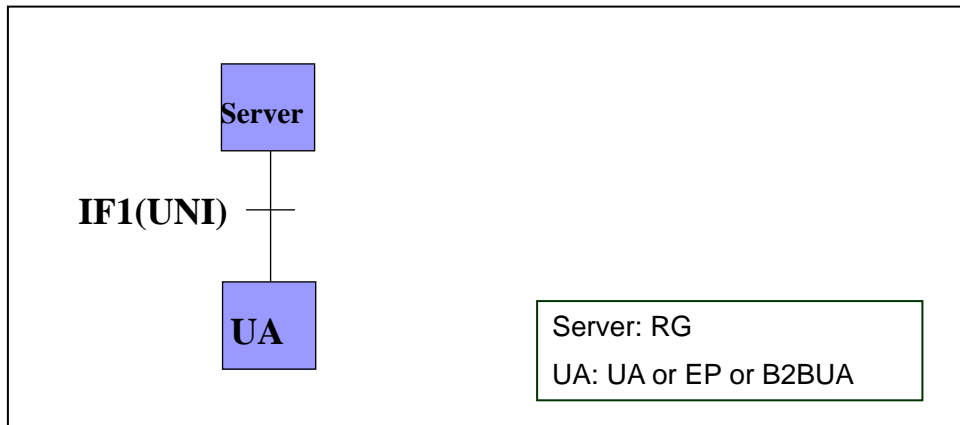 Server
IF1(UNI)
UA
Server: RG
UA: UA or EP or B2BUA